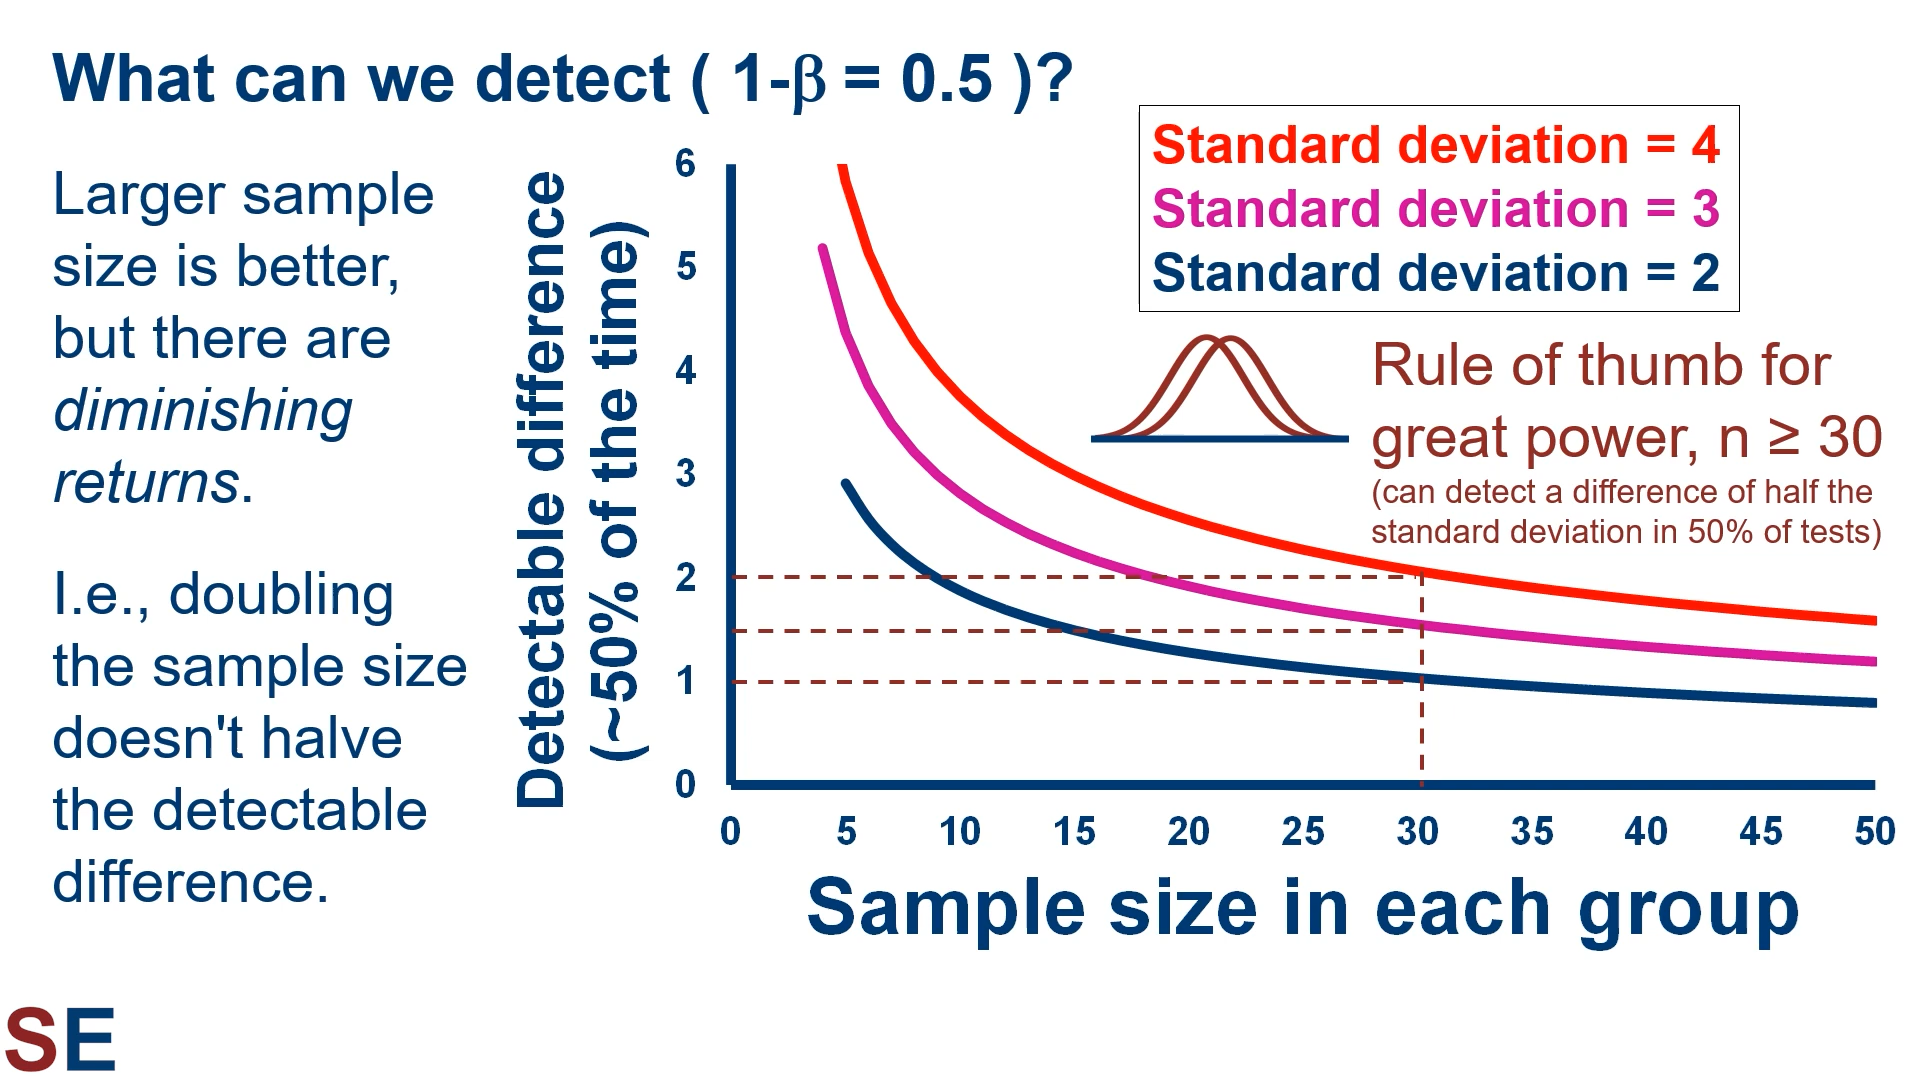 What can we detect ( 1-β = 0.5 )?
Larger sample
size is better,
but there are
diminishing
returns.
I.e., doubling
the sample size
doesn't halve
the detectable
difference.
Detectable difference
(~50% of the time)
6
5
4
3
2
1
0
0 5 10 15 20 25 30 35 40 45 50
Sample size in each group
Standard deviation = 4
Standard deviation = 3
Standard deviation = 2
Rule of thumb for
great power, n ≥ 30
(can detect a difference of half the
standard deviation in 50% of tests)
SE